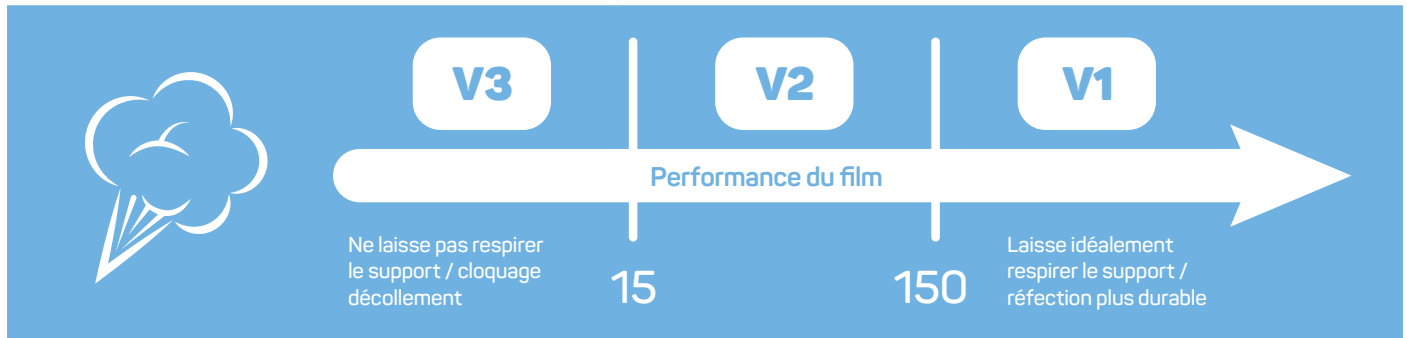 V3
V2
V1
Performance du film
Ne laisse pas respirer
le support / cloquage
décollement
15
150
Laisse idéalement
respirer le support /
réfection plus durable